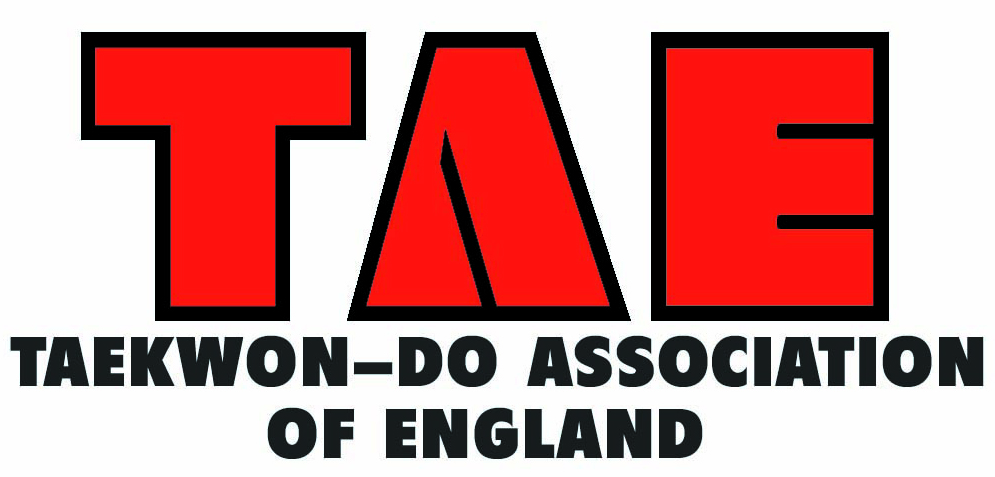 TAE
TAEKWON–DO ASSOCIATION
OF ENGLAND